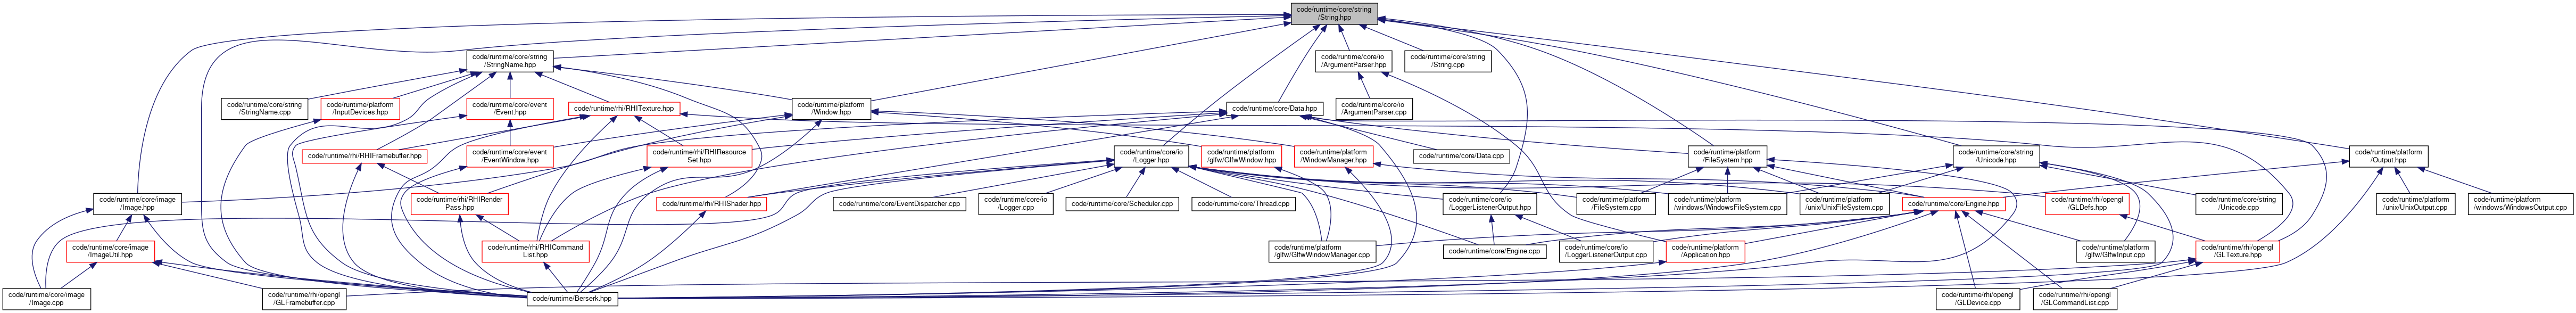 code/runtime/core/string
/String.hpp
code/runtime/core/string
/StringName.hpp
code/runtime/core/io
/ArgumentParser.hpp
code/runtime/core/string
/String.cpp
code/runtime/core/string
/StringName.cpp
code/runtime/platform
/InputDevices.hpp
code/runtime/core/event
/Event.hpp
code/runtime/rhi/RHITexture.hpp
code/runtime/platform
/Window.hpp
code/runtime/core/Data.hpp
code/runtime/core/io
/ArgumentParser.cpp
code/runtime/rhi/RHIFramebuffer.hpp
code/runtime/core/event
/EventWindow.hpp
code/runtime/rhi/RHIResource
Set.hpp
code/runtime/core/io
/Logger.hpp
code/runtime/platform
/glfw/GlfwWindow.hpp
code/runtime/platform
/WindowManager.hpp
code/runtime/core/Data.cpp
code/runtime/platform
/FileSystem.hpp
code/runtime/core/string
/Unicode.hpp
code/runtime/platform
/Output.hpp
code/runtime/core/image
/Image.hpp
code/runtime/rhi/RHIRender
Pass.hpp
code/runtime/rhi/RHIShader.hpp
code/runtime/core/EventDispatcher.cpp
code/runtime/core/io
/Logger.cpp
code/runtime/core/Scheduler.cpp
code/runtime/core/Thread.cpp
code/runtime/core/io
/LoggerListenerOutput.hpp
code/runtime/platform
/FileSystem.cpp
code/runtime/platform
/windows/WindowsFileSystem.cpp
code/runtime/platform
/unix/UnixFileSystem.cpp
code/runtime/core/Engine.hpp
code/runtime/rhi/opengl
/GLDefs.hpp
code/runtime/core/string
/Unicode.cpp
code/runtime/platform
/unix/UnixOutput.cpp
code/runtime/platform
/windows/WindowsOutput.cpp
code/runtime/core/image
/ImageUtil.hpp
code/runtime/rhi/RHICommand
List.hpp
code/runtime/platform
/glfw/GlfwWindowManager.cpp
code/runtime/core/Engine.cpp
code/runtime/core/io
/LoggerListenerOutput.cpp
code/runtime/platform
/Application.hpp
code/runtime/platform
/glfw/GlfwInput.cpp
code/runtime/rhi/opengl
/GLTexture.hpp
code/runtime/core/image
/Image.cpp
code/runtime/rhi/opengl
/GLFramebuffer.cpp
code/runtime/Berserk.hpp
code/runtime/rhi/opengl
/GLDevice.cpp
code/runtime/rhi/opengl
/GLCommandList.cpp